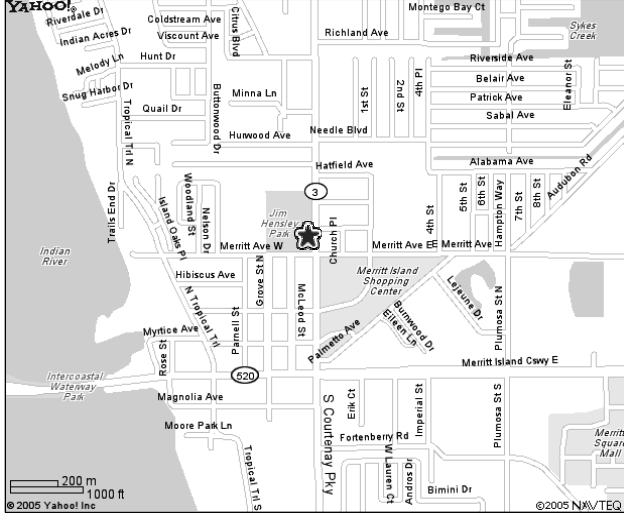 YAHOO!
Riverdale Dr
Indian Acres Dr
Melody Ln
Snug Harbor Dr
Coldstream Ave
Viscount Ave
Hunt Dr
Citrus Blvd
Montego Bay Ct
Richland Ave
Sykes
Creek
Riverside Ave
Belair Ave
Patrick Ave
Sabal Ave
Eleanor St
Quail Dr
Minna Ln
Buttonwood Dr
Tropical Trl N
1st St
2nd St
4th Pl
Hurwood Ave
Needle Blvd
Hatfield Ave
Alabama Ave
Audubon Rd
3
Trails End Dr
Island Oaks Pl
Woodland St
Nelson Dr
Jim
Hensley
Park
Church Pl
4th St
5th St
6th St
Hampton Way
7th St
8th St
Indian
River
Merritt Ave W
Merritt Ave E
Merritt Ave
Hibiscus Ave
Grove St N
McLeod St
Merritt Island
Shopping
Center
Lejeune Dr
Plumosa St N
N Tropical Trl
Parnell St
Burnwood Dr
Eileen Ln
Palmetto Ave
Myrtice Ave
Rose St
Merritt Island Cswy E
Intercoastal
Waterway
Park
520
Magnolia Ave
Moore Park Ln
Tropical Trl S
S Courtenay Pky
Erik Ct
Imperial St
Plumosa St S
Fortenberry Rd
W Lauren Ct
Andros Dr
Bimini Dr
Merritt
Square
Mall
200 m
1000 ft
©2005 Yahoo! Inc
©2005 NAVTEQ